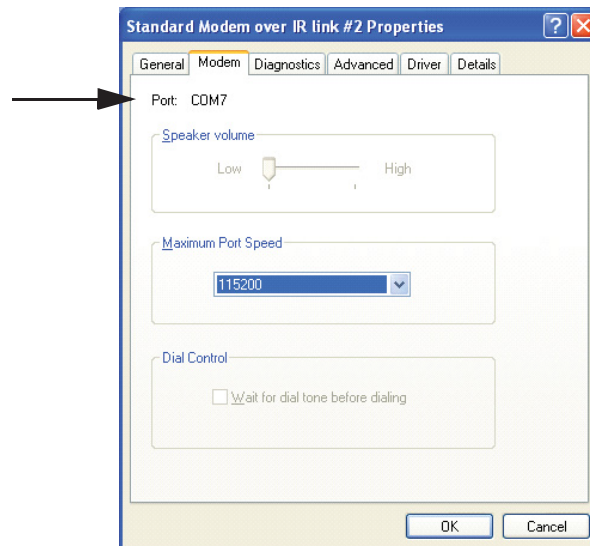 Standard Modem over IR link #2 Properties
General Modem Diagnostics Advanced Driver Details
Port: COM7
Speaker volume
Low High
Maximum Port Speed
115200
Dial Control
Wait for dial tone before dialing
OK Cancel